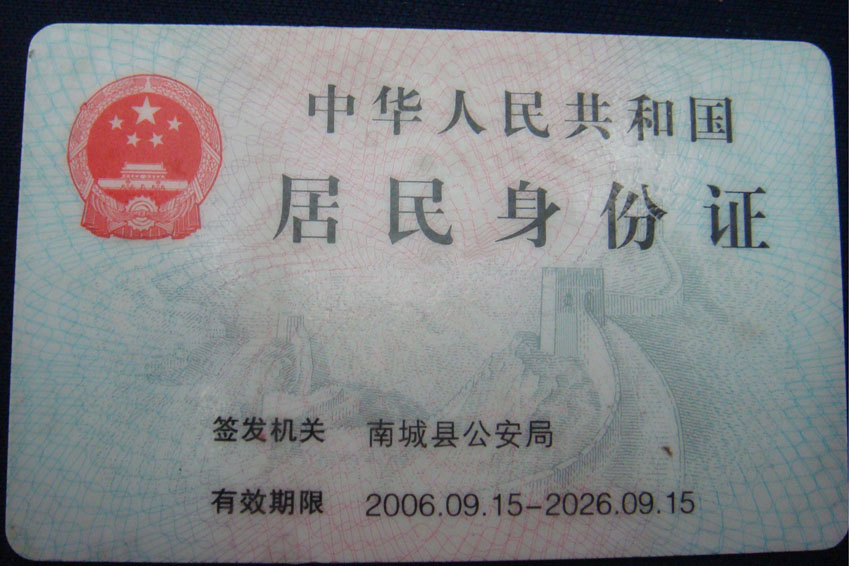 中华人民共和国
居民身份证
签发机关 南城县公安局
有效期限 2006.09.15-2026.09.15